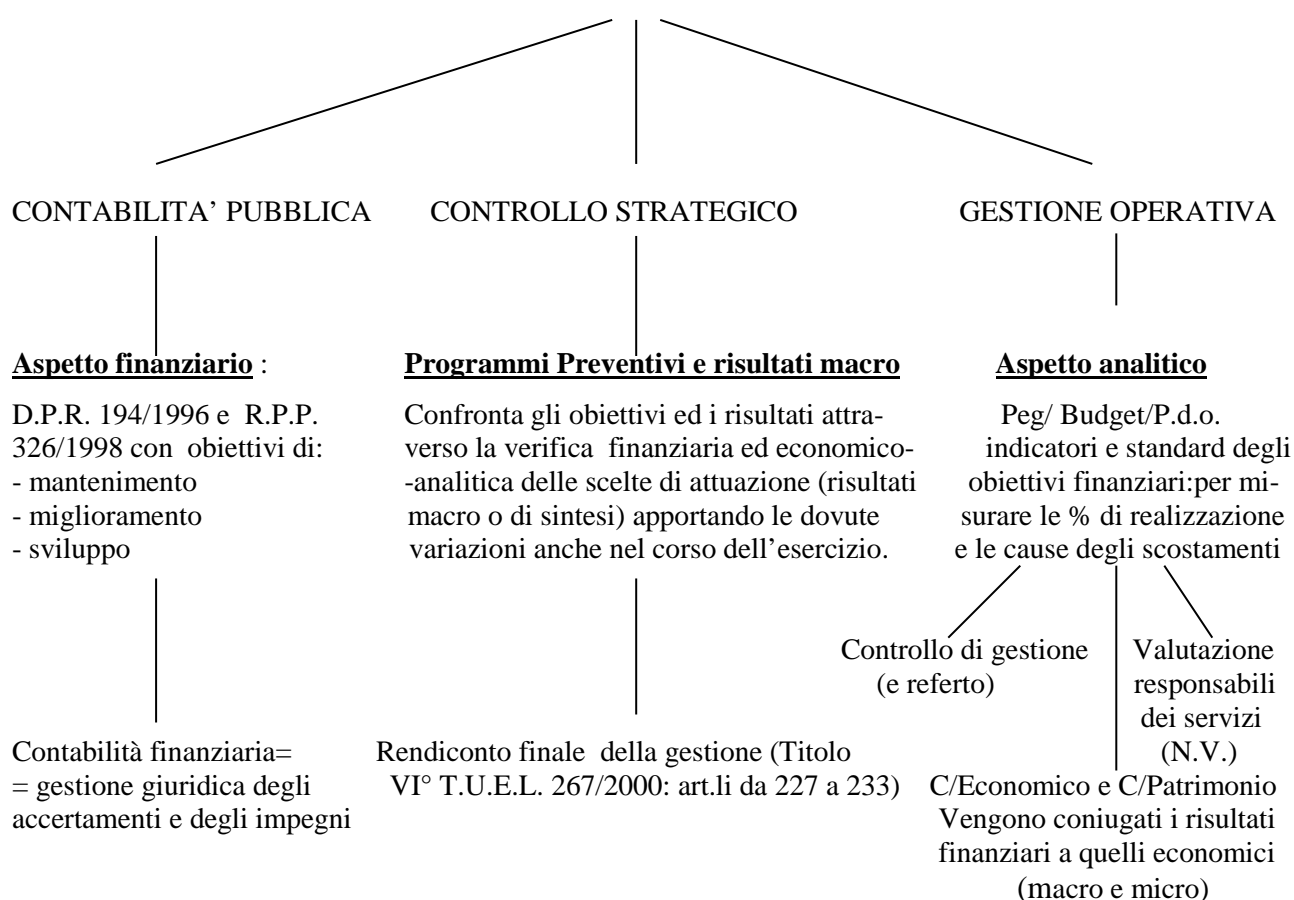 CONTABILITA’ PUBBLICA
CONTROLLO STRATEGICO
GESTIONE OPERATIVA
Aspetto finanziario :
D.P.R. 194/1996 e R.P.P.
326/1998 con obiettivi di:
- mantenimento
- miglioramento
- sviluppo
Contabilità finanziaria=
= gestione giuridica degli
accertamenti e degli impegni
Programmi Preventivi e risultati macro
Confronta gli obiettivi ed i risultati attra-
verso la verifica finanziaria ed economico-
-analitica delle scelte di attuazione (risultati
macro o di sintesi) apportando le dovute
variazioni anche nel corso dell’esercizio.
Rendiconto finale della gestione (Titolo
VI° T.U.E.L. 267/2000: art.li da 227 a 233)
Aspetto analitico
Peg/ Budget/P.d.o.
indicatori e standard degli
obiettivi finanziari:per mi-
surare le % di realizzazione
e le cause degli scostamenti
Controllo di gestione
(e referto)
Valutazione
responsabili
dei servizi
(N.V.)
C/Economico e C/Patrimonio
Vengono coniugati i risultati
finanziari a quelli economici
(macro e micro)